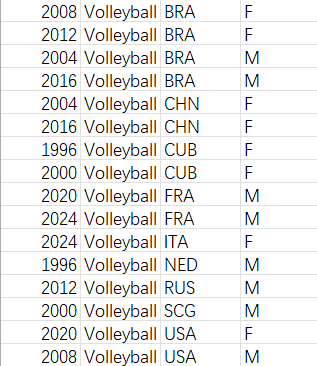 2008 Volleyball BRA F
2012 Volleyball BRA F
2004 Volleyball BRA M
2016 Volleyball BRA M
2004 Volleyball CHN F
2016 Volleyball CHN F
1996 Volleyball CUB F
2000 Volleyball CUB F
2020 Volleyball FRA M
2024 Volleyball FRA M
2024 Volleyball ITA F
1996 Volleyball NED M
2012 Volleyball RUS M
2000 Volleyball SCG M
2020 Volleyball USA F
2008 Volleyball USA M